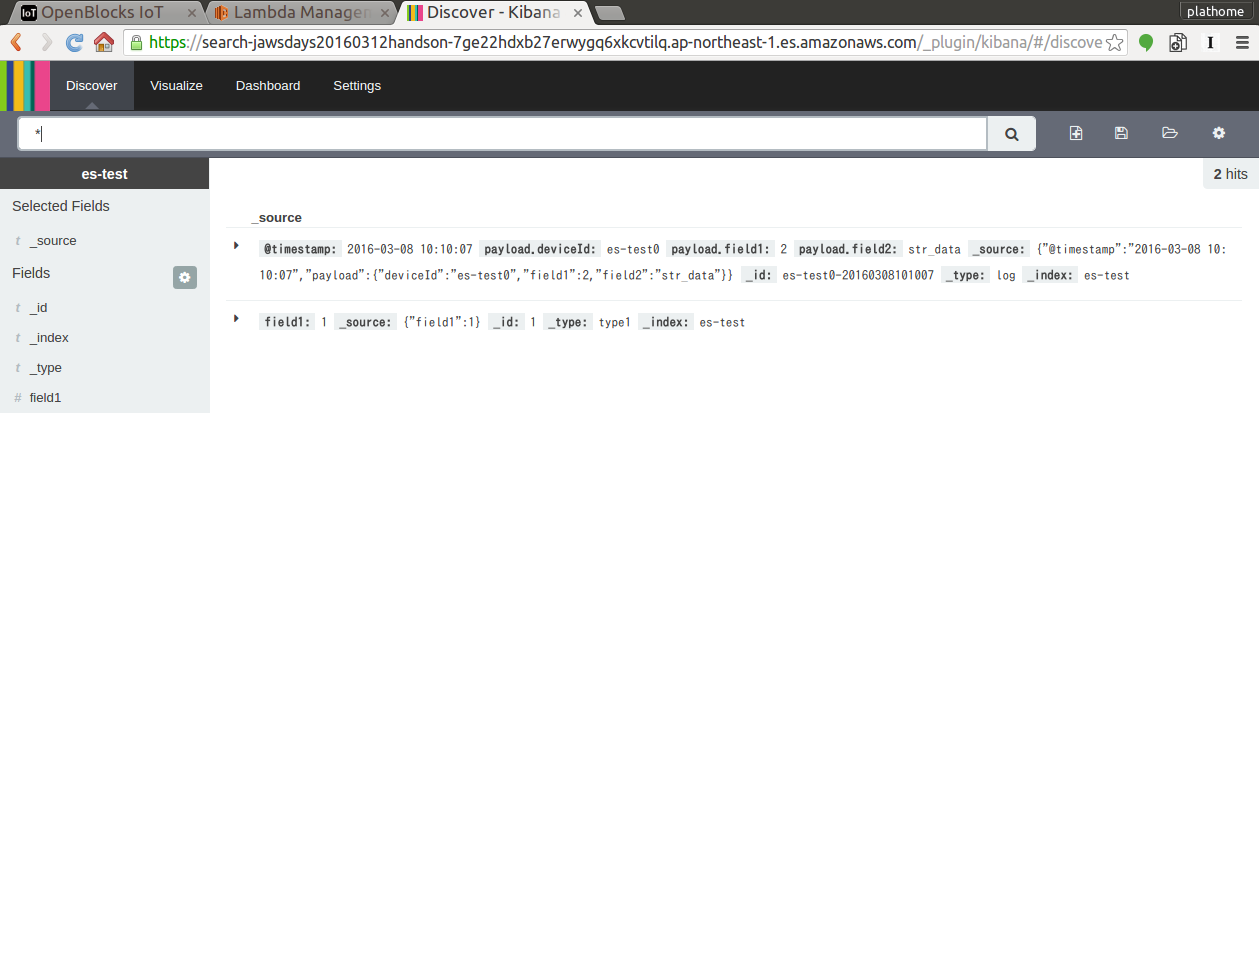 IoT OpenBlocks IoT
Lambda Managem
Discover - Kibana
plathome
https://search-jawsdays20160312handson-7ge22hdxb27erwygq6xkcvtilq.ap-northeast-1.es.amazonaws.com/_plugin/kibana/#/discove
I
Discover Visualize Dashboard Settings
*
es-test
2 hits
Selected Fields
t _source
Fields
t _id
t _index
t _type
# field1
_source
@timestamp: 2016-03-08 10:10:07 payload.deviceId: es-test0 payload.field1: 2 payload.field2: str_data _source: {"@timestamp":"2016-03-08 10:
10:07","payload":{"deviceId":"es-test0","field1":2,"field2":"str_data"}} _id: es-test0-20160308101007 _type: log _index: es-test
field1: 1 _source: {"field1":1} _id: 1 _type: type1 _index: es-test